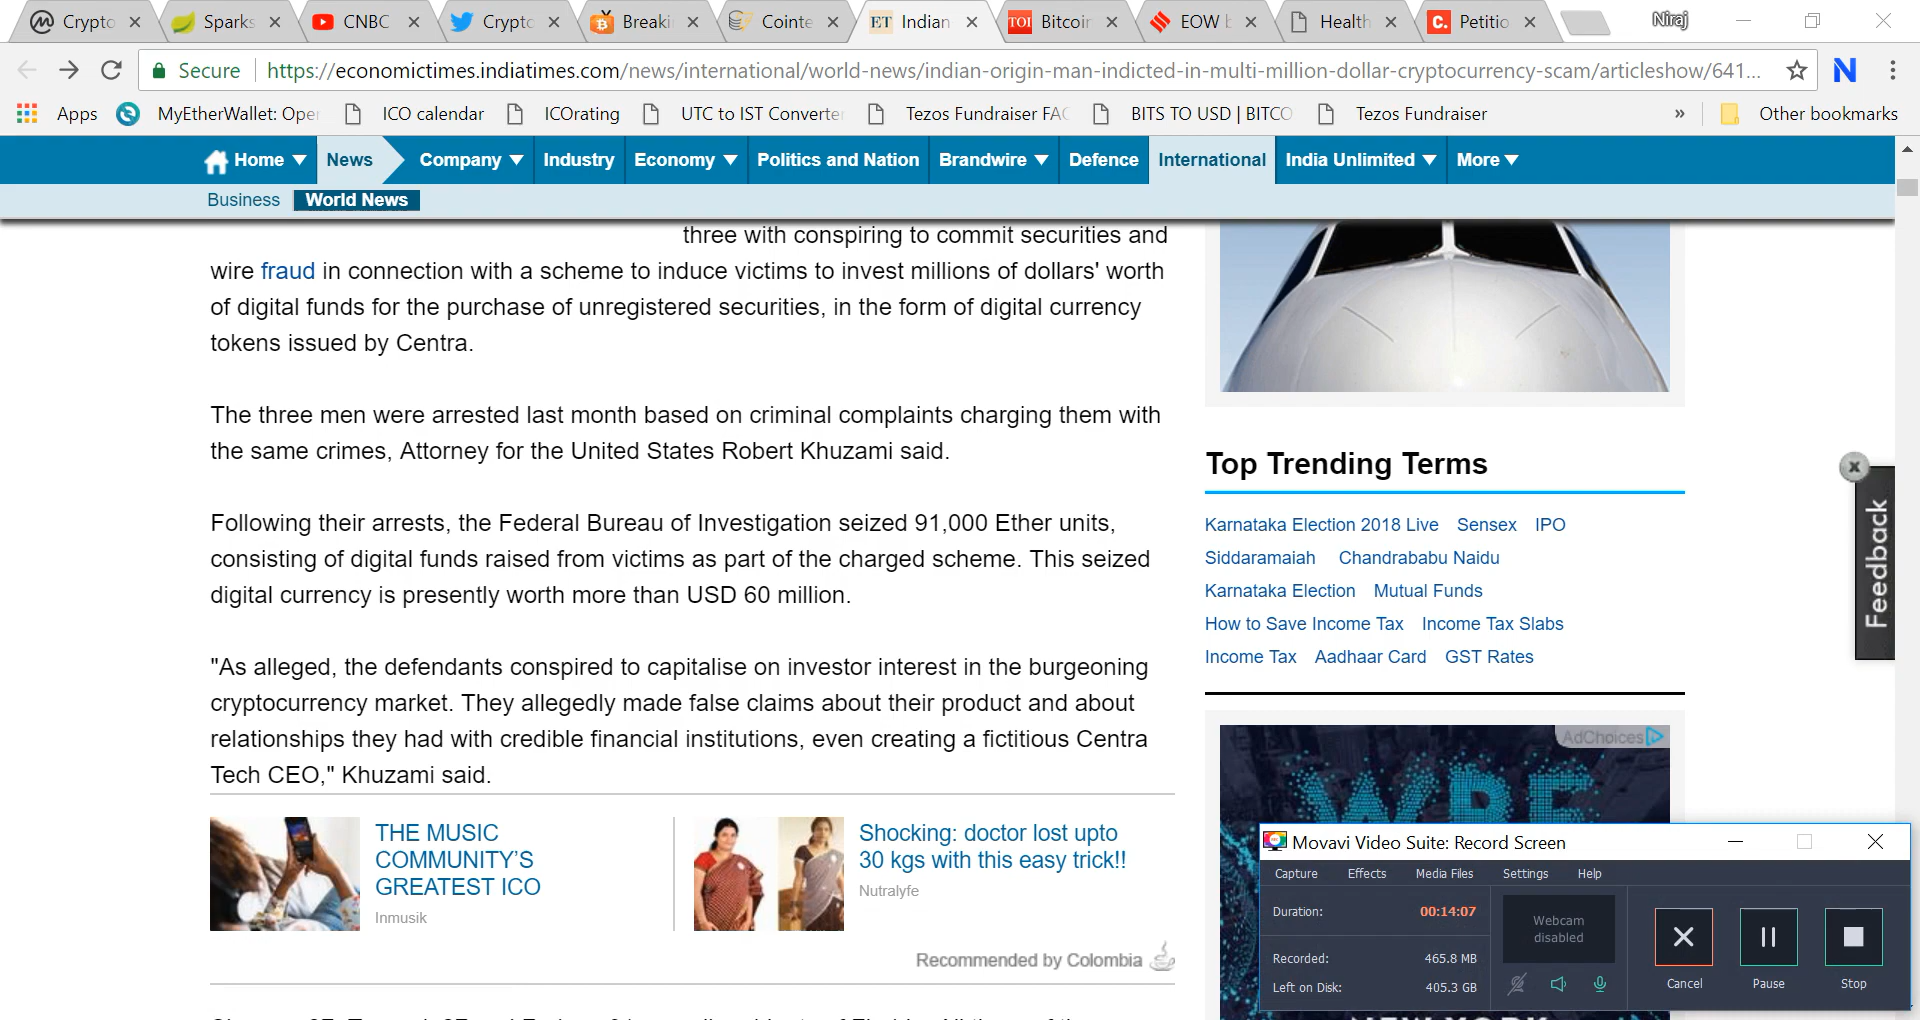 Crypto
Sparks
CNBC
Crypto
Breaki
Cointe
ET Indian
TOI Bitcoin
EOW b
Health
C. Petitio
Niraj
Secure https://economictimes.indiatimes.com/news/international/world-news/indian-origin-man-indicted-in-multi-million-dollar-cryptocurrency-scam/articleshow/641...
N
Apps MyEtherWallet: Oper ICO calendar ICOrating UTC to IST Converter Tezos Fundraiser FAC BITS TO USD | BITCO Tezos Fundraiser » Other bookmarks
Home News Company Industry Economy Politics and Nation Brandwire Defence International India Unlimited More
Business World News
three with conspiring to commit securities and
wire fraud in connection with a scheme to induce victims to invest millions of dollars' worth
of digital funds for the purchase of unregistered securities, in the form of digital currency
tokens issued by Centra.
The three men were arrested last month based on criminal complaints charging them with
the same crimes, Attorney for the United States Robert Khuzami said.
Following their arrests, the Federal Bureau of Investigation seized 91,000 Ether units,
consisting of digital funds raised from victims as part of the charged scheme. This seized
digital currency is presently worth more than USD 60 million.
"As alleged, the defendants conspired to capitalise on investor interest in the burgeoning
cryptocurrency market. They allegedly made false claims about their product and about
relationships they had with credible financial institutions, even creating a fictitious Centra
Tech CEO," Khuzami said.
THE MUSIC
COMMUNITY'S
GREATEST ICO
Inmusik
Shocking: doctor lost upto
30 kgs with this easy trick!!
Nutralyfe
Recommended by Colombia
Top Trending Terms
Karnataka Election 2018 Live Sensex IPO
Siddaramaiah Chandrababu Naidu
Karnataka Election Mutual Funds
How to Save Income Tax Income Tax Slabs
Income Tax Aadhaar Card GST Rates
Feedback
AdChoices
WBF
NEW YORK
Movavi Video Suite: Record Screen
Capture Effects Media Files Settings Help
Duration: 00:14:07
Recorded: 465.8 MB
Left on Disk: 405.3 GB
Webcam
disabled
Cancel Pause Stop